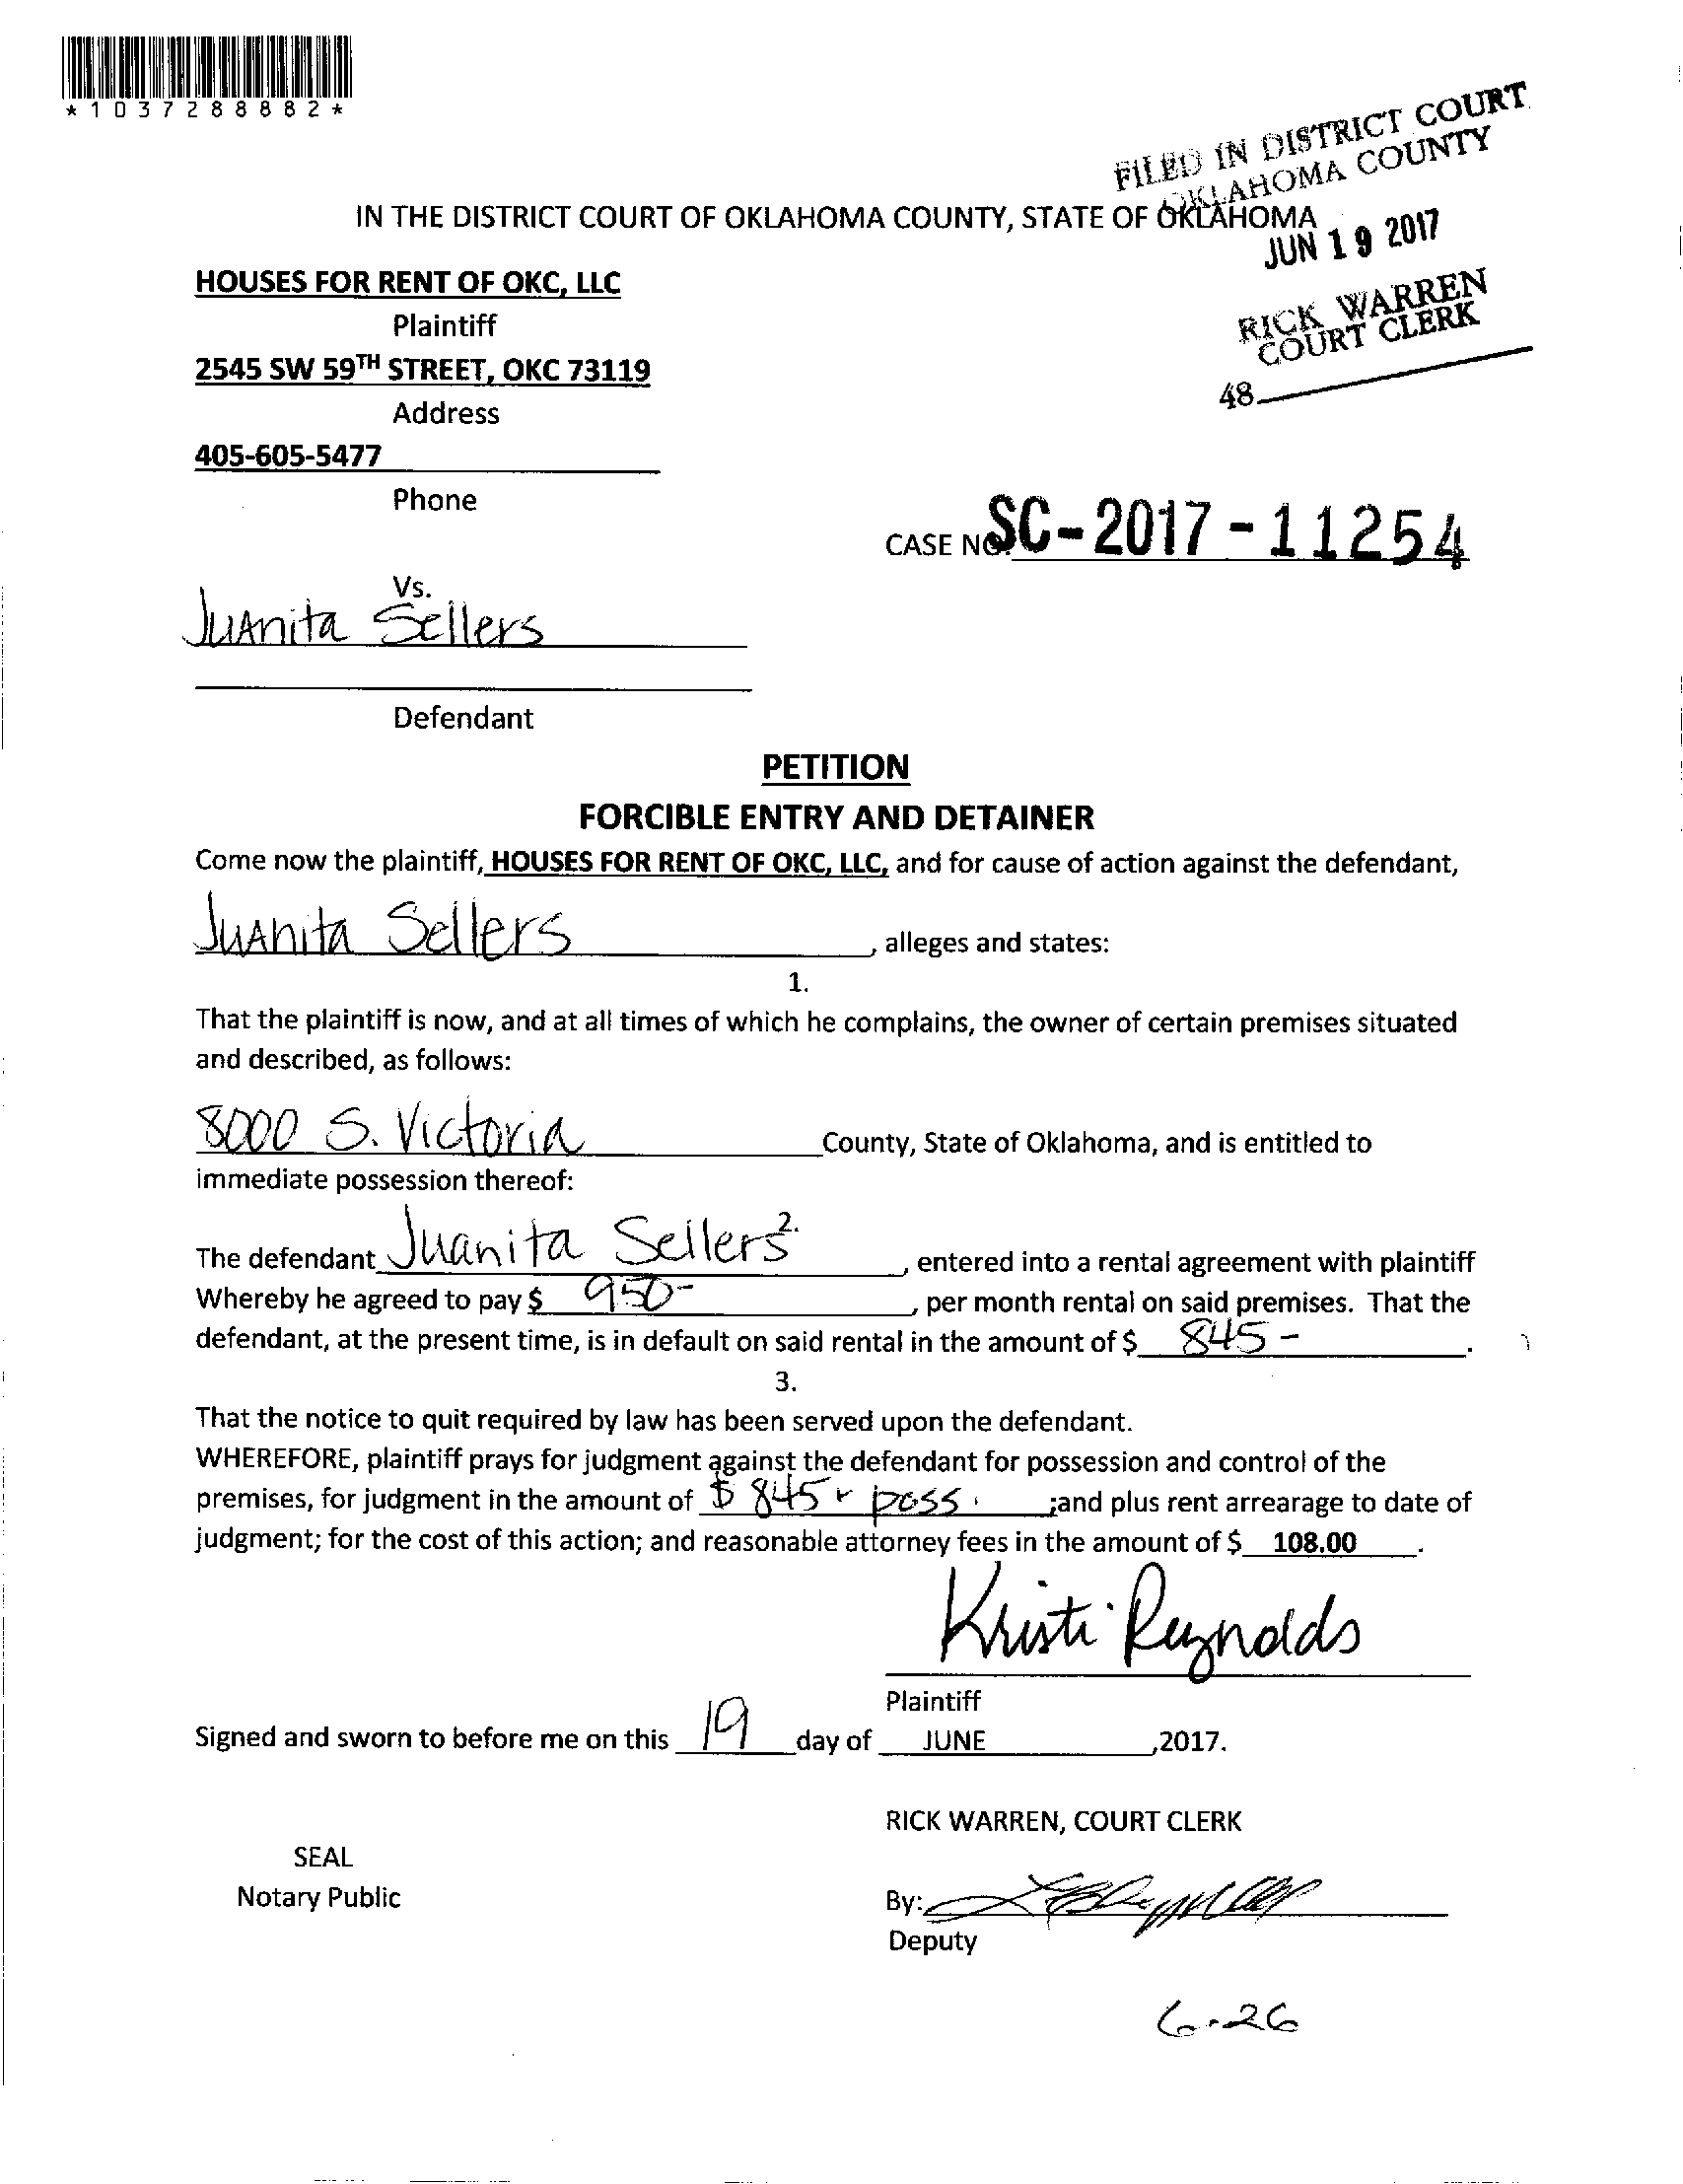 *1037288882*
FILED IN DISTRICT COURT
OKLAHOMA COUNTY
IN THE DISTRICT COURT OF OKLAHOMA COUNTY, STATE OF OKLAHOMA
JUN 19 2017
HOUSES FOR RENT OF OKC, LLC
Plaintiff
RICK WARREN
COURT CLERK
2545 SW 59TH STREET, OKC 73119
48
Address
405-605-5477
Phone
CASE NO. SC-2017-11254
Vs.
Juanita Sellers
Defendant
PETITION
FORCIBLE ENTRY AND DETAINER
Come now the plaintiff, HOUSES FOR RENT OF OKC, LLC, and for cause of action against the defendant,
Juanita Sellers, alleges and states:
1.
That the plaintiff is now, and at all times of which he complains, the owner of certain premises situated
and described, as follows:
8000 S. Victoria County, State of Oklahoma, and is entitled to
immediate possession thereof:
2.
The defendant Juanita Sellers, entered into a rental agreement with plaintiff
Whereby he agreed to pay $ 950-, per month rental on said premises. That the
defendant, at the present time, is in default on said rental in the amount of $ 845-.
3.
That the notice to quit required by law has been served upon the defendant.
WHEREFORE, plaintiff prays for judgment against the defendant for possession and control of the
premises, for judgment in the amount of $ 845 + poss. ;and plus rent arrearage to date of
judgment; for the cost of this action; and reasonable attorney fees in the amount of $ 108.00.
Kristi Reynolds
Plaintiff
Signed and sworn to before me on this 19 day of JUNE ,2017.
RICK WARREN, COURT CLERK
SEAL
Notary Public
By:
Deputy
6-26